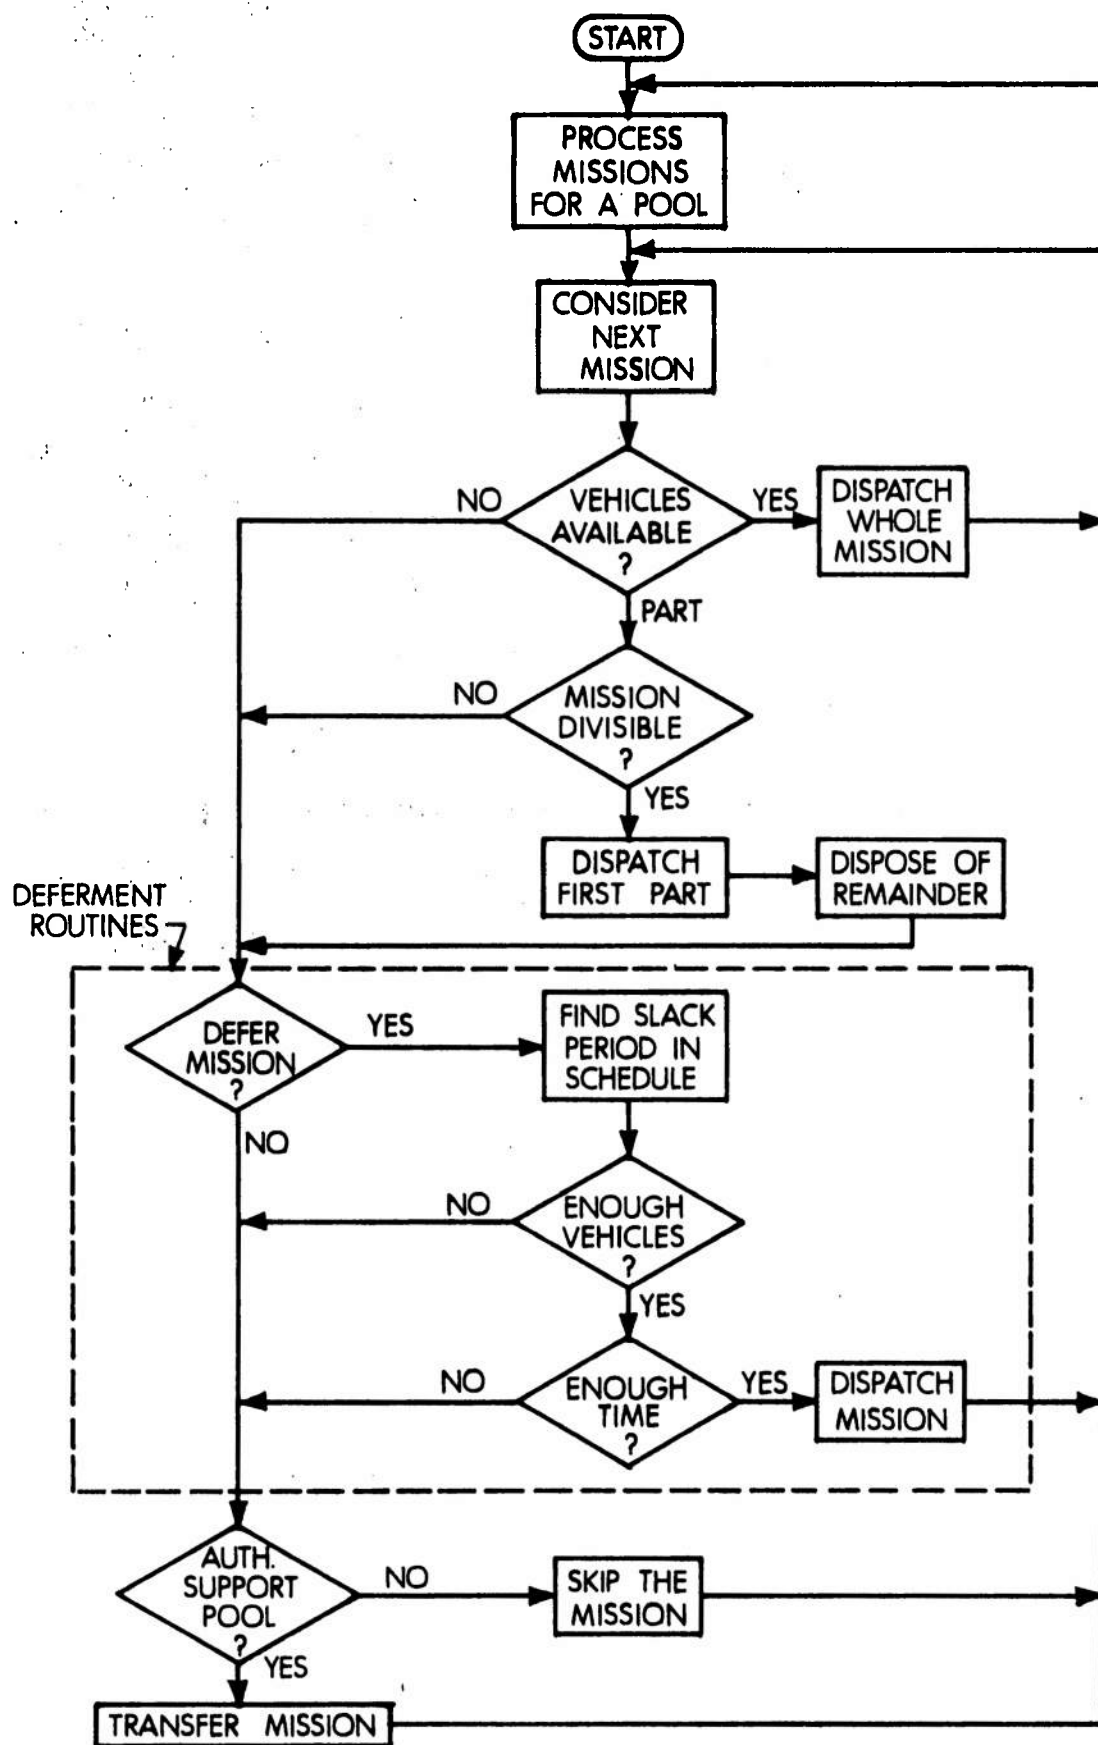 START
PROCESS
MISSIONS
FOR A POOL
CONSIDER
NEXT
MISSION
NO
VEHICLES
AVAILABLE
?
YES
DISPATCH
WHOLE
MISSION
PART
NO
MISSION
DIVISIBLE
?
YES
DISPATCH
FIRST PART
DISPOSE OF
REMAINDER
DEFERMENT
ROUTINES
DEFER
MISSION
?
YES
FIND SLACK
PERIOD IN
SCHEDULE
NO
NO
ENOUGH
VEHICLES
?
YES
NO
ENOUGH
TIME
?
YES
DISPATCH
MISSION
AUTH.
SUPPORT
POOL
?
NO
SKIP THE
MISSION
YES
TRANSFER MISSION